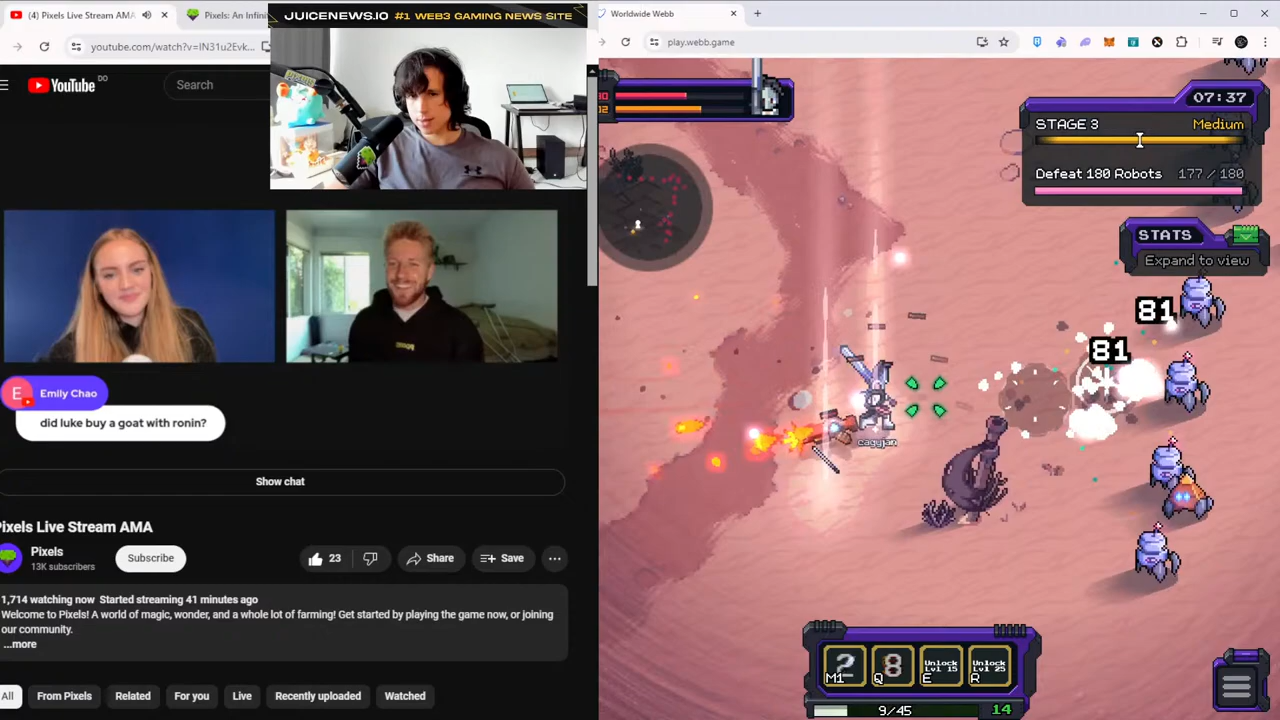 (4) Pixels Live Stream AMA
Pixels: An Infini
JUICENEWS.IO #1 WEB3 GAMING NEWS SITE
Worldwide Webb
youtube.com/watch?v=IN31u2Evk...
play.webb.game
YouTube DO
Search
07:37
STAGE 3 Medium
Defeat 180 Robots 177 / 180
STATS
Expand to view
81
81
cagyjan
E Emily Chao
did luke buy a goat with ronin?
Show chat
Pixels Live Stream AMA
Pixels
13K subscribers
Subscribe
23
Share
Save
1,714 watching now Started streaming 41 minutes ago
Welcome to Pixels! A world of magic, wonder, and a whole lot of farming! Get started by playing the game now, or joining
our community.
...more
All
From Pixels
Related
For you
Live
Recently uploaded
Watched
? M1
8 Q
Unlock Lvl 15 E
Unlock Lvl 25 R
9/45
14